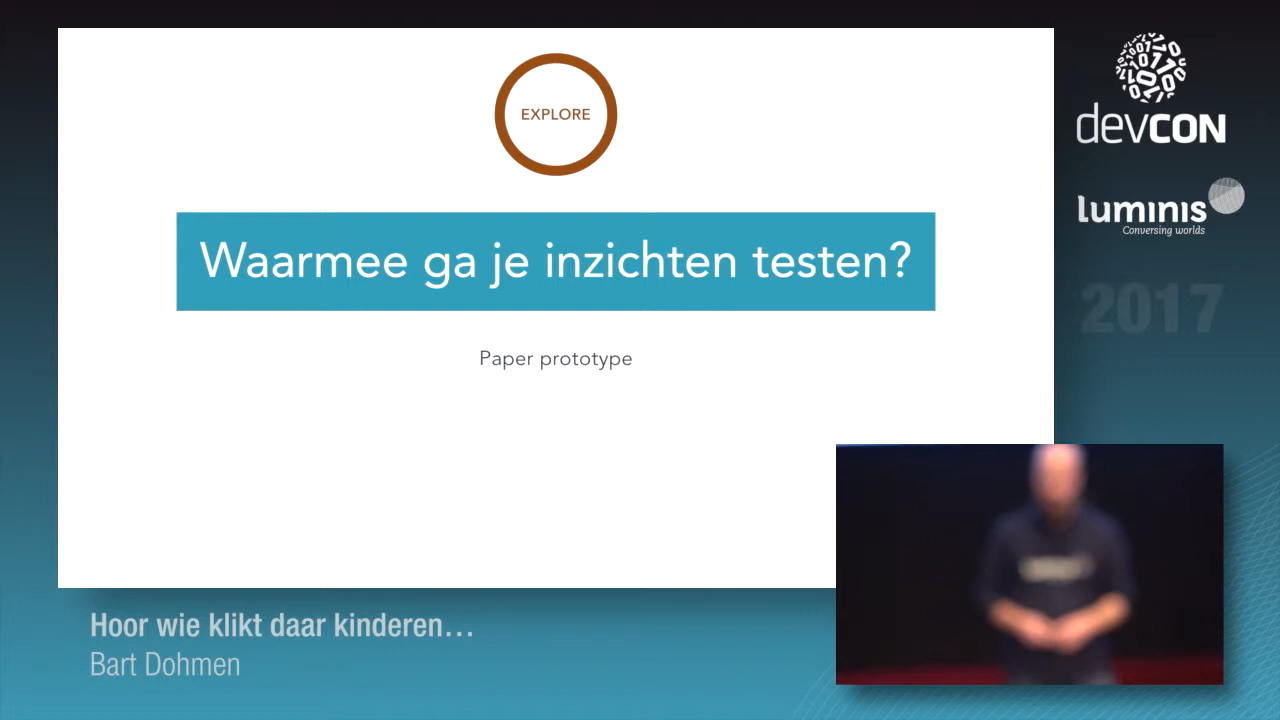 EXPLORE
Waarmee ga je inzichten testen?
Paper prototype
devCON
luminis
Conversing worlds
2017
Hoor wie klikt daar kinderen...
Bart Dohmen